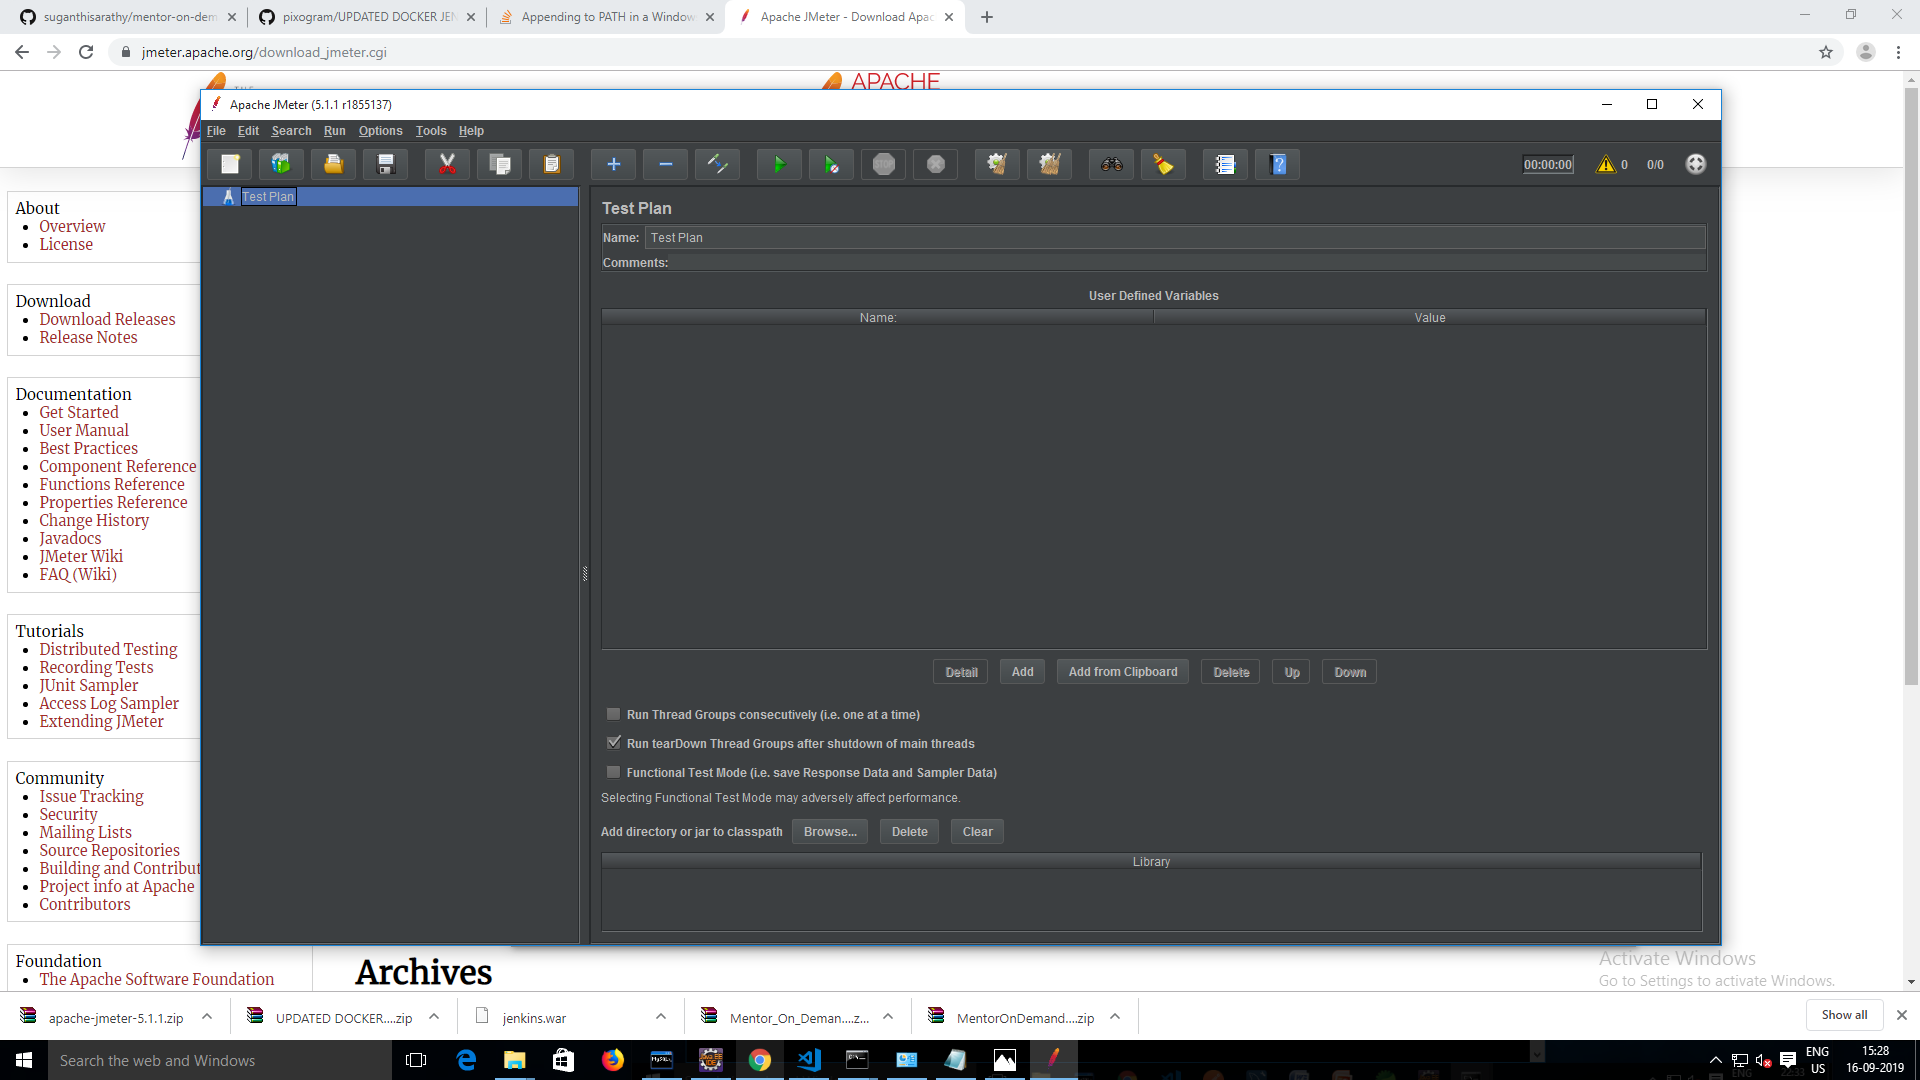 suganthisarathy/mentor-on-dem
pixogram/UPDATED DOCKER JEN
Appending to PATH in a Window
Apache JMeter - Download Apac
jmeter.apache.org/download_jmeter.cgi
THE
APACHE
Apache JMeter (5.1.1 r1855137)
File Edit Search Run Options Tools Help
STOP
00:00:00 0 0/0
Test Plan
Test Plan
Name: Test Plan
Comments:
User Defined Variables
Name: Value
Detail Add Add from Clipboard Delete Up Down
Run Thread Groups consecutively (i.e. one at a time)
Run tearDown Thread Groups after shutdown of main threads
Functional Test Mode (i.e. save Response Data and Sampler Data)
Selecting Functional Test Mode may adversely affect performance.
Add directory or jar to classpath Browse... Delete Clear
Library
About
Overview
License
Download
Download Releases
Release Notes
Documentation
Get Started
User Manual
Best Practices
Component Reference
Functions Reference
Properties Reference
Change History
Javadocs
JMeter Wiki
FAQ (Wiki)
Tutorials
Distributed Testing
Recording Tests
JUnit Sampler
Access Log Sampler
Extending JMeter
Community
Issue Tracking
Security
Mailing Lists
Source Repositories
Building and Contribut
Project info at Apache
Contributors
Foundation
The Apache Software Foundation
Archives
Activate Windows
Go to Settings to activate Windows.
apache-jmeter-5.1.1.zip
UPDATED DOCKER....zip
jenkins.war
Mentor_On_Deman....z...
MentorOnDemand....zip
Show all
Search the web and Windows
ENG
US
15:28
16-09-2019